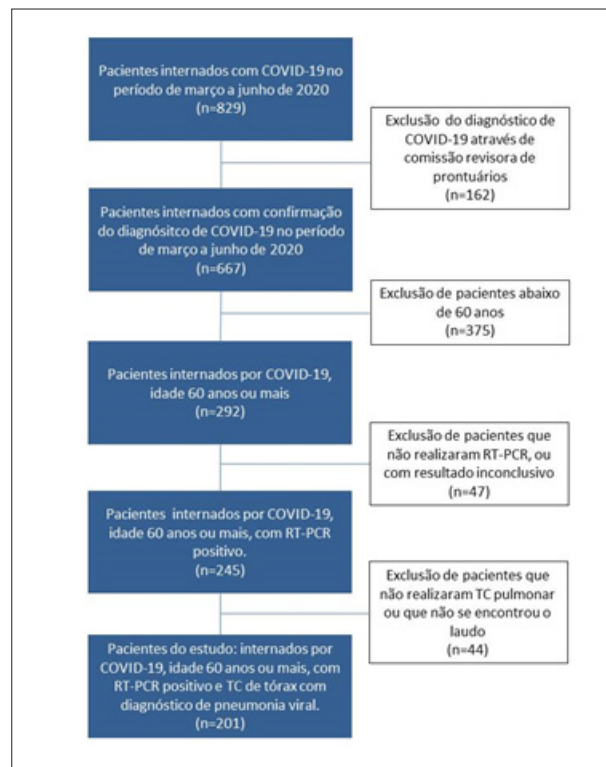 Pacientes internados com COVID-19 no
período de março a junho de 2020
(n=829)
Exclusão do diagnóstico de
COVID-19 através de
comissão revisora de
prontuários
(n=162)
Pacientes internados com confirmação
do diagnósitco de COVID-19 no período
de março a junho de 2020
(n=667)
Exclusão de pacientes abaixo
de 60 anos
(n=375)
Pacientes internados por COVID-19,
idade 60 anos ou mais
(n=292)
Exclusão de pacientes que
não realizaram RT-PCR, ou
com resultado inconclusivo
(n=47)
Pacientes internados por COVID-19,
idade 60 anos ou mais, com RT-PCR
positivo.
(n=245)
Exclusão de pacientes que
não realizaram TC pulmonar
ou que não se encontrou o
laudo
(n=44)
Pacientes do estudo: internados por
COVID-19, idade 60 anos ou mais, com
RT-PCR positivo e TC de tórax com
diagnóstico de pneumonia viral.
(n=201)